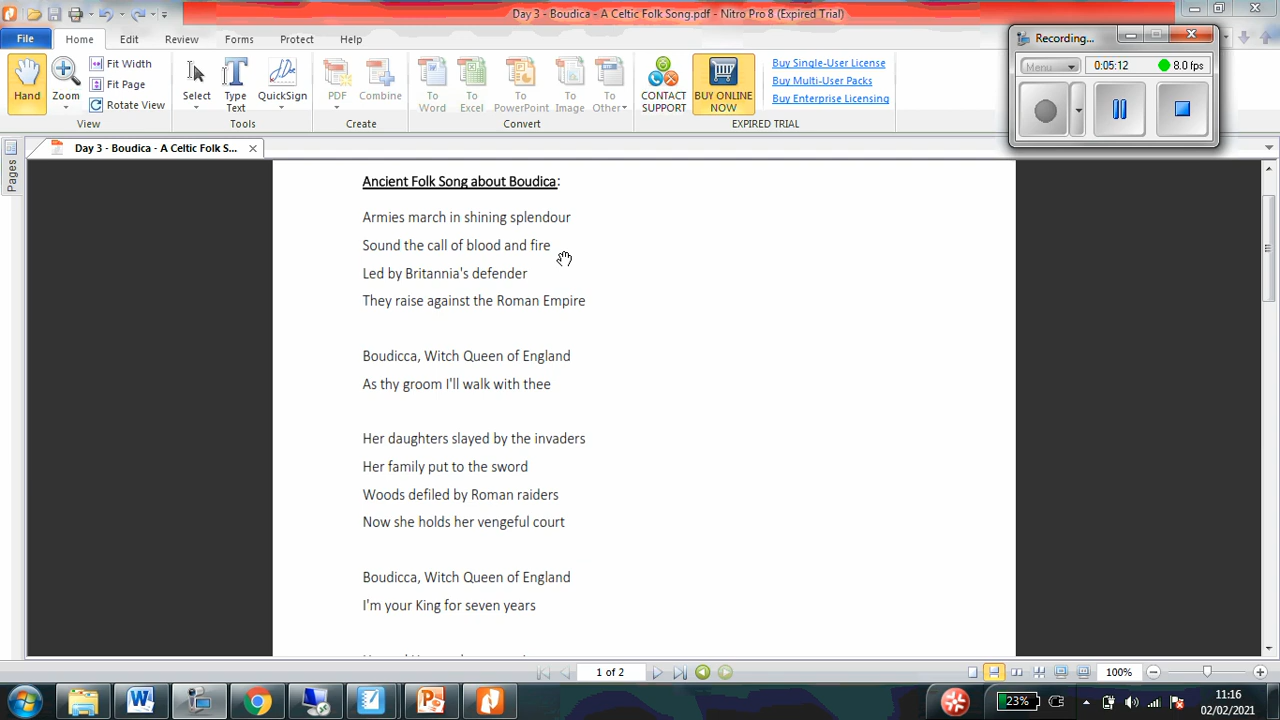 Day 3 - Boudica - A Celtic Folk Song.pdf - Nitro Pro 8 (Expired Trial)
File Home Edit Review Forms Protect Help
Hand
Zoom
Fit Width
Fit Page
Rotate View
View
Select
Type Text
QuickSign
Tools
PDF
Combine
Create
To Word
To Excel
To PowerPoint
To Image
To Other
Convert
CONTACT SUPPORT
BUY ONLINE NOW
Buy Single-User License
Buy Multi-User Packs
Buy Enterprise Licensing
EXPIRED TRIAL
Recording...
Menu
0:05:12
8.0 fps
Day 3 - Boudica - A Celtic Folk S...
Pages
Ancient Folk Song about Boudica:
Armies march in shining splendour
Sound the call of blood and fire
Led by Britannia's defender
They raise against the Roman Empire
Boudicca, Witch Queen of England
As thy groom I'll walk with thee
Her daughters slayed by the invaders
Her family put to the sword
Woods defiled by Roman raiders
Now she holds her vengeful court
Boudicca, Witch Queen of England
I'm your King for seven years
1 of 2
100%
23%
11:16
02/02/2021